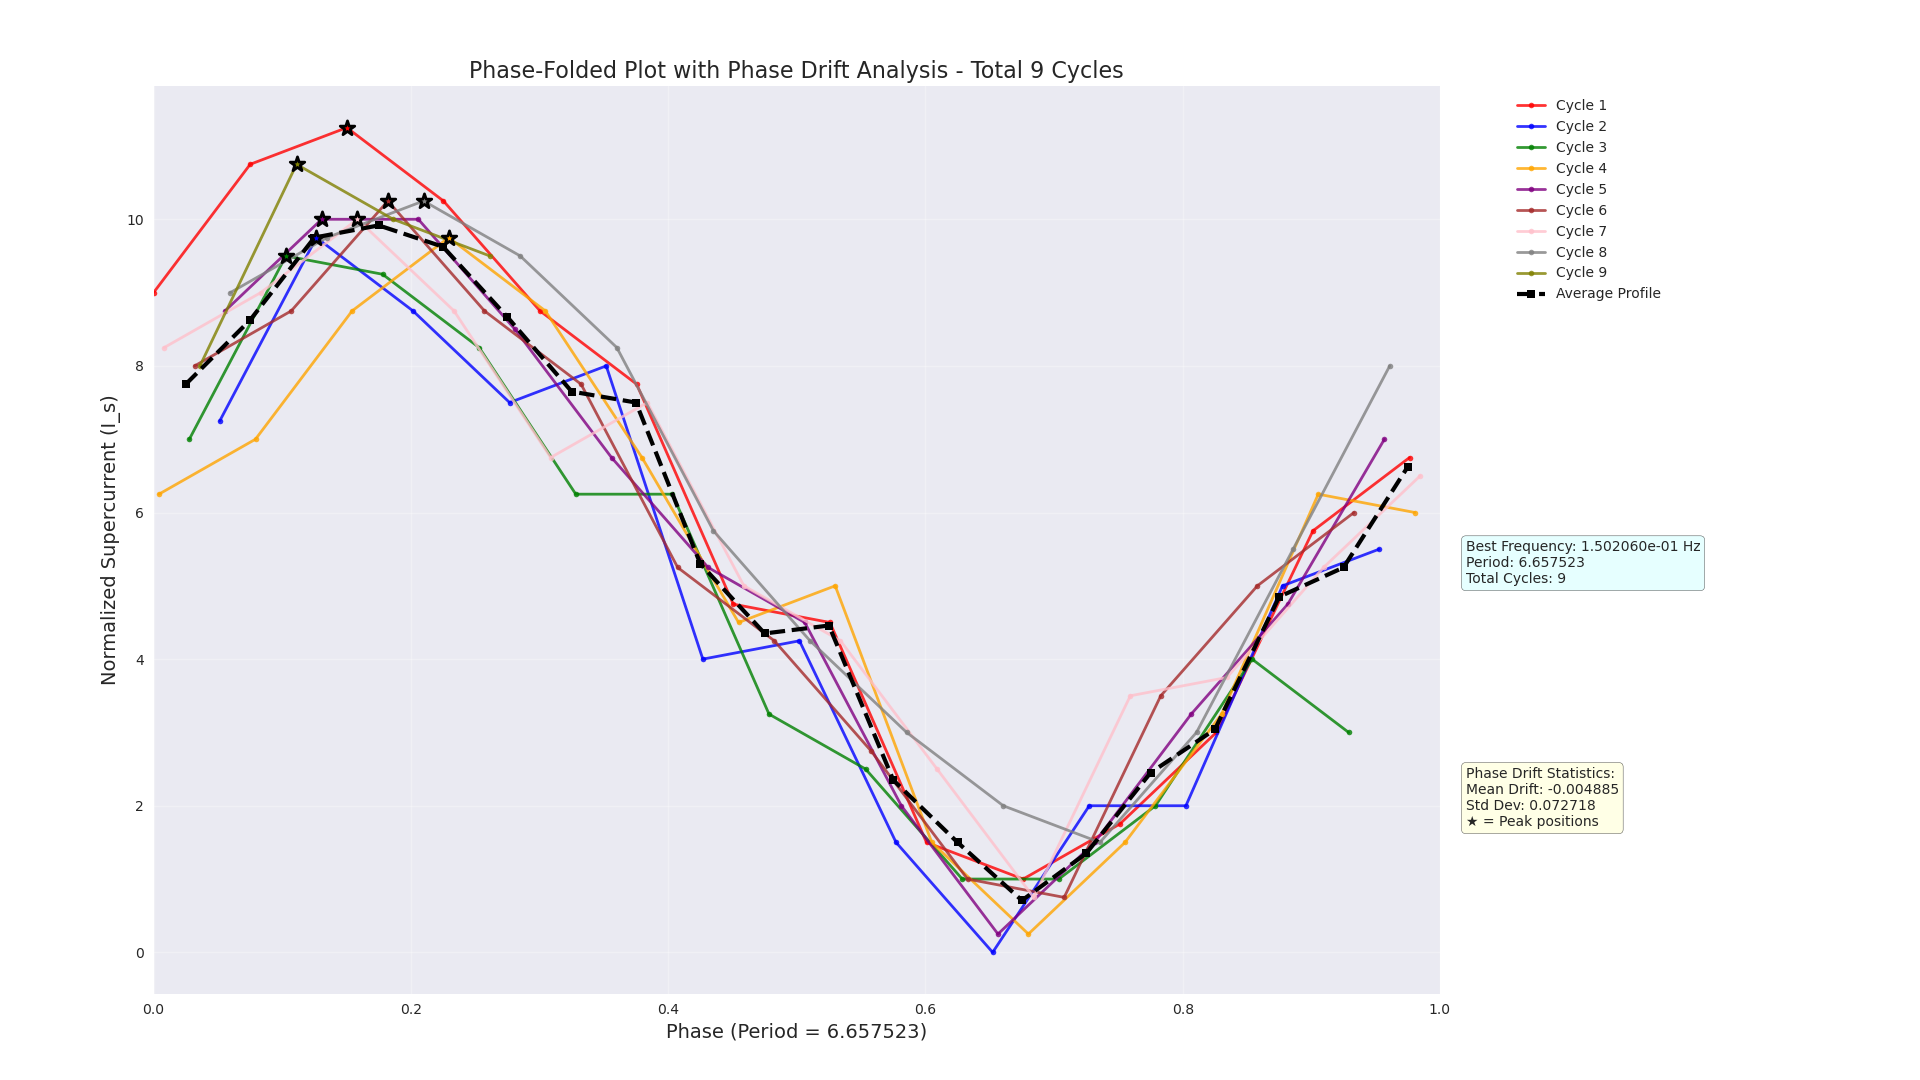 Phase-Folded Plot with Phase Drift Analysis - Total 9 Cycles
Normalized Supercurrent (I_s)
10
8
6
4
2
0
0.0 0.2 0.4 0.6 0.8 1.0
Phase (Period = 6.657523)
Cycle 1
Cycle 2
Cycle 3
Cycle 4
Cycle 5
Cycle 6
Cycle 7
Cycle 8
Cycle 9
Average Profile
Best Frequency: 1.502060e-01 Hz
Period: 6.657523
Total Cycles: 9
Phase Drift Statistics:
Mean Drift: -0.004885
Std Dev: 0.072718
★ = Peak positions